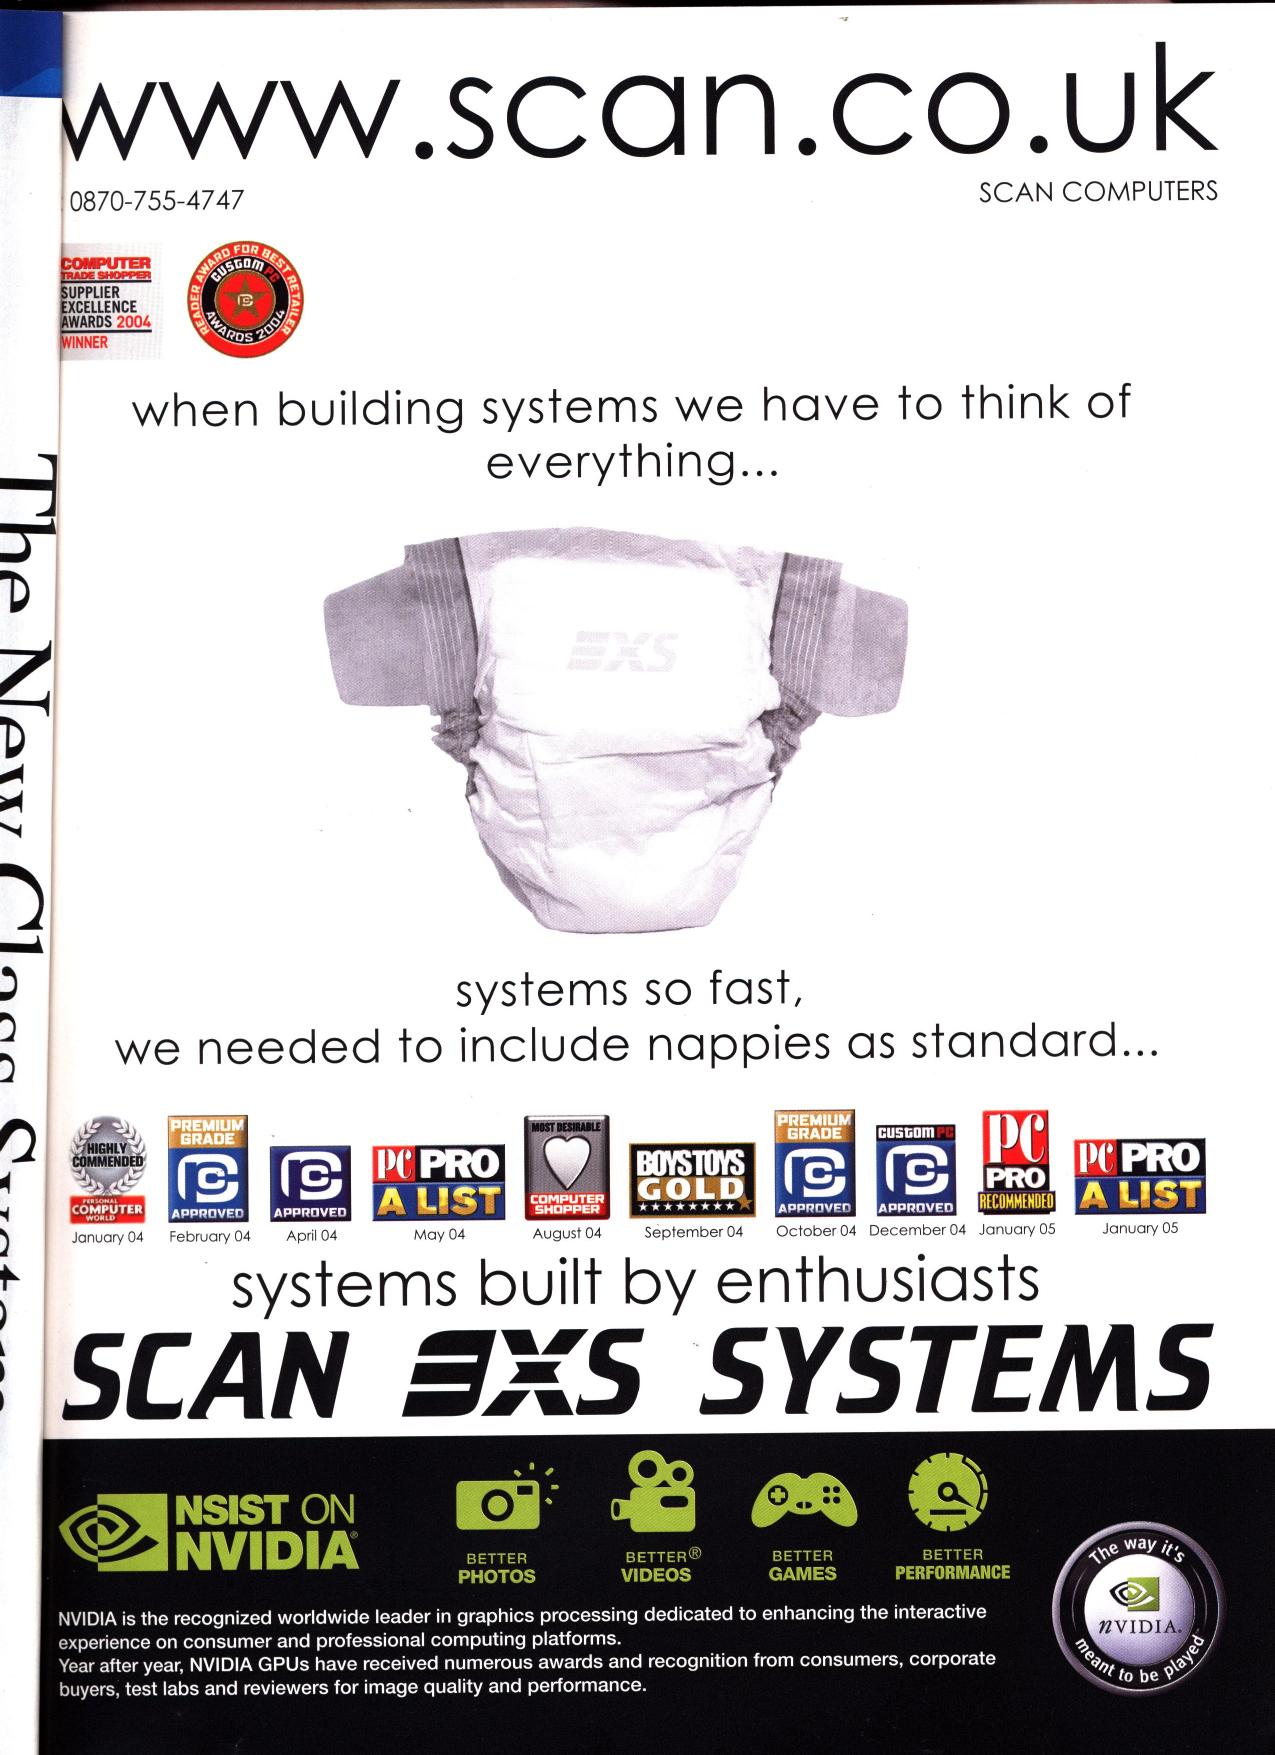 www.scan.co.uk
0870-755-4747
SCAN COMPUTERS
COMPUTER
TRADE SHOPPER
SUPPLIER
EXCELLENCE
AWARDS 2004
WINNER
READER AWARD FOR BEST RETAILER
CUSTOM PC
AWARDS 2004
when building systems we have to think of
everything...
EXS
systems so fast,
we needed to include nappies as standard...
HIGHLY
COMMENDED
PERSONAL
COMPUTER
WORLD
January 04
PREMIUM
GRADE
APPROVED
February 04
APPROVED
April 04
PC PRO
A LIST
May 04
MOST DESIRABLE
COMPUTER
SHOPPER
August 04
BOYS TOYS
GOLD
September 04
PREMIUM
GRADE
APPROVED
October 04
CUSTOM PC
APPROVED
December 04
PC
PRO
RECOMMENDED
January 05
PC PRO
A LIST
January 05
systems built by enthusiasts
SCAN 3XS SYSTEMS
NSIST ON
NVIDIA®
BETTER
PHOTOS
BETTER®
VIDEOS
BETTER
GAMES
BETTER
PERFORMANCE
The way it's
nVIDIA.
meant to be played
NVIDIA is the recognized worldwide leader in graphics processing dedicated to enhancing the interactive
experience on consumer and professional computing platforms.
Year after year, NVIDIA GPUs have received numerous awards and recognition from consumers, corporate
buyers, test labs and reviewers for image quality and performance.
The New Class System